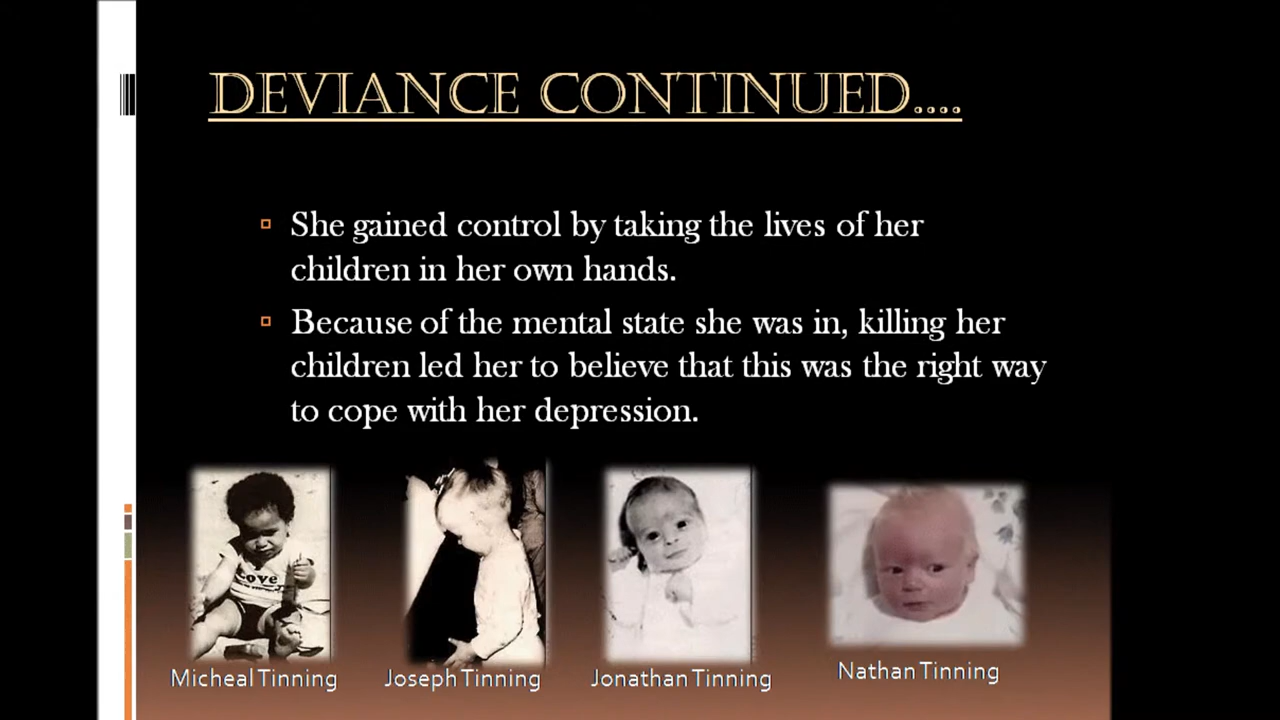 DEVIANCE CONTINUED....
She gained control by taking the lives of her
children in her own hands.
Because of the mental state she was in, killing her
children led her to believe that this was the right way
to cope with her depression.
Love
Micheal Tinning
Joseph Tinning
Jonathan Tinning
Nathan Tinning